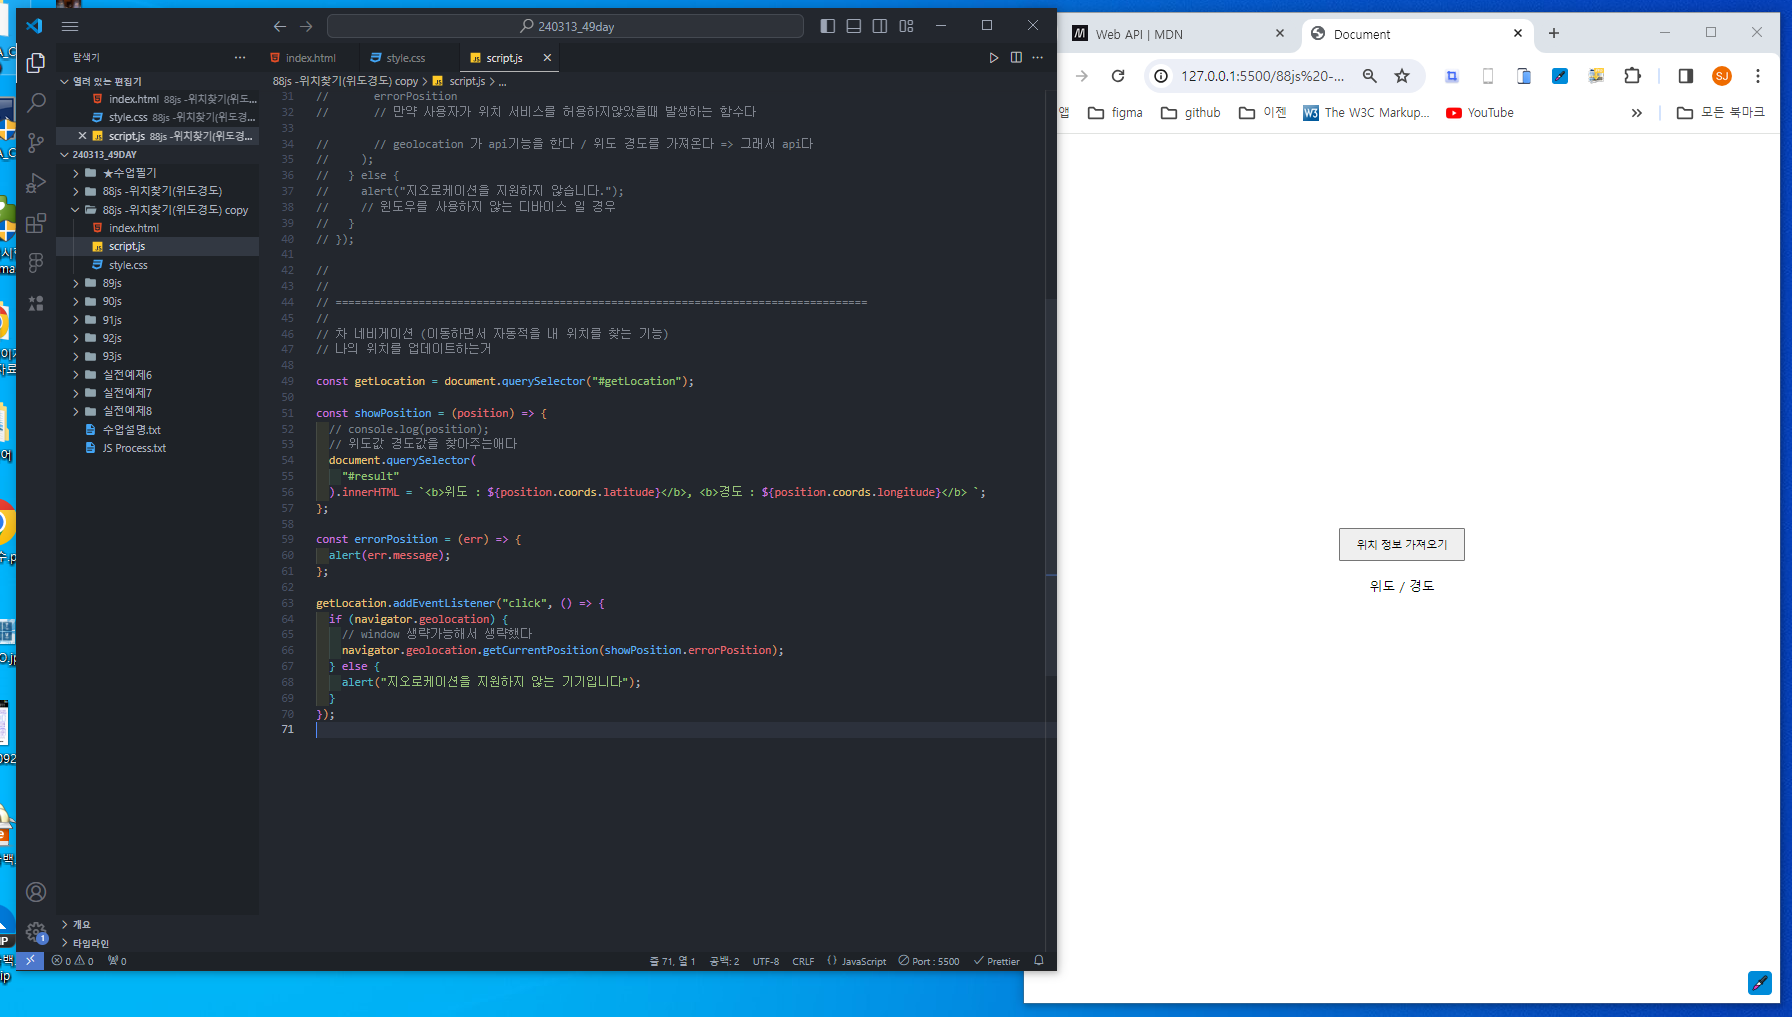 240313_49day
탐색기
index.html
style.css
script.js
열려 있는 편집기
index.html 88js -위치찾기(위도...
style.css 88js -위치찾기(위도경...
script.js 88js -위치찾기(위도경...
240313_49DAY
★수업필기
88js -위치찾기(위도경도)
88js -위치찾기(위도경도) copy
index.html
script.js
style.css
89js
90js
91js
92js
93js
실전예제6
실전예제7
실전예제8
수업설명.txt
JS Process.txt
개요
타임라인
88js -위치찾기(위도경도) copy > script.js > ...
31 // errorPosition
32 // // 만약 사용자가 위치 서비스를 허용하지않았을때 발생하는 함수다
33
34 // // geolocation 가 api기능을 한다 / 위도 경도를 가져온다 => 그래서 api다
35 // );
36 // } else {
37 // alert("지오로케이션을 지원하지 않습니다.");
38 // // 윈도우를 사용하지 않는 디바이스 일 경우
39 // }
40 // });
41
42 //
43 //
44 // ===================================================================================
45 //
46 // 차 네비게이션 (이동하면서 자동적을 내 위치를 찾는 기능)
47 // 나의 위치를 업데이트하는거
48
49 const getLocation = document.querySelector("#getLocation");
50
51 const showPosition = (position) => {
52 // console.log(position);
53 // 위도값 경도값을 찾아주는애다
54 document.querySelector(
55 "#result"
56 ).innerHTML = `<b>위도 : ${position.coords.latitude}</b>, <b>경도 : ${position.coords.longitude}</b> `;
57 };
58
59 const errorPosition = (err) => {
60 alert(err.message);
61 };
62
63 getLocation.addEventListener("click", () => {
64 if (navigator.geolocation) {
65 // window 생략가능해서 생략했다
66 navigator.geolocation.getCurrentPosition(showPosition.errorPosition);
67 } else {
68 alert("지오로케이션을 지원하지 않는 기기입니다");
69 }
70 });
71
0 0 0
줄 71, 열 1 공백: 2 UTF-8 CRLF {} JavaScript Port : 5500 Prettier
Web API | MDN
Document
127.0.0.1:5500/88js%20-...
SJ
앱 figma github 이젠 The W3C Markup... YouTube » 모든 북마크
위치 정보 가져오기
위도 / 경도